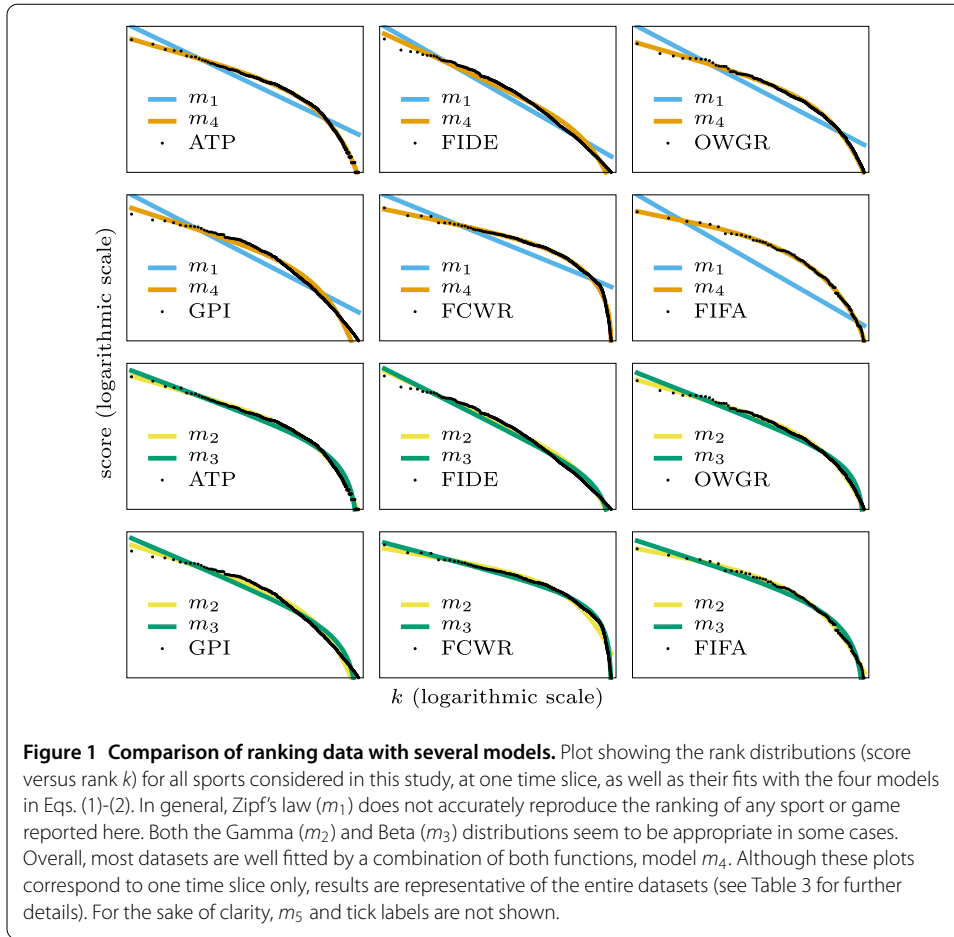 m1
m4
ATP
m1
m4
FIDE
m1
m4
OWGR
m1
m4
GPI
m1
m4
FCWR
m1
m4
FIFA
score (logarithmic scale)
m2
m3
ATP
m2
m3
FIDE
m2
m3
OWGR
m2
m3
GPI
m2
m3
FCWR
m2
m3
FIFA
k (logarithmic scale)
Figure 1 Comparison of ranking data with several models. Plot showing the rank distributions (score
versus rank k) for all sports considered in this study, at one time slice, as well as their fits with the four models
in Eqs. (1)-(2). In general, Zipf's law (m1) does not accurately reproduce the ranking of any sport or game
reported here. Both the Gamma (m2) and Beta (m3) distributions seem to be appropriate in some cases.
Overall, most datasets are well fitted by a combination of both functions, model m4. Although these plots
correspond to one time slice only, results are representative of the entire datasets (see Table 3 for further
details). For the sake of clarity, m5 and tick labels are not shown.